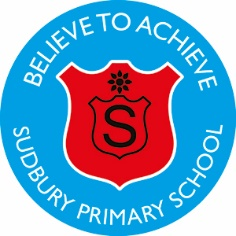 BELIEVE TO ACHIEVE
S
SUDBURY PRIMARY SCHOOL